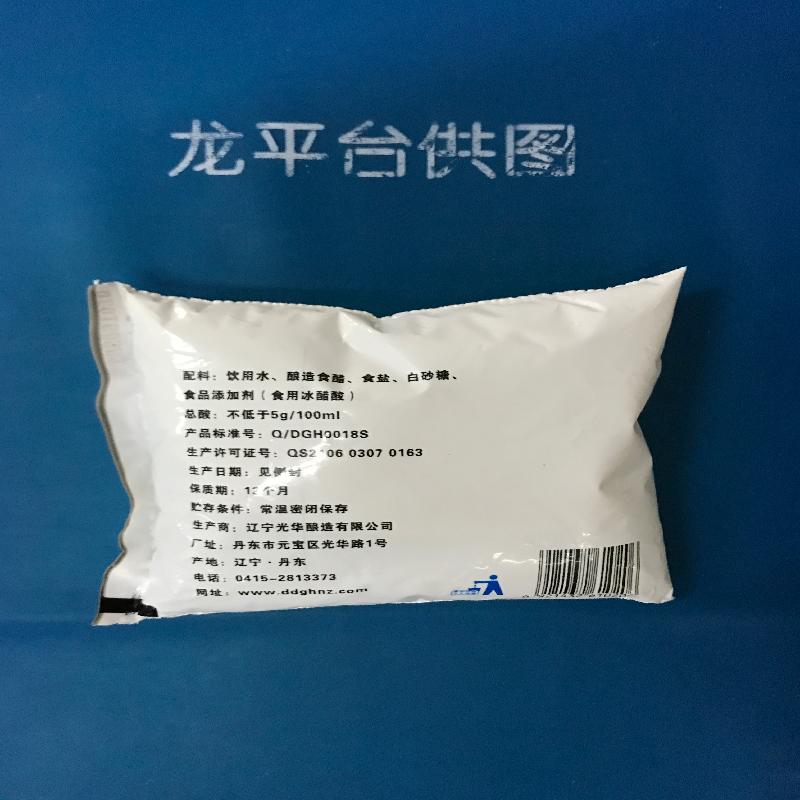 龙平台供图
配料：饮用水、酿造食醋、食盐、白砂糖、
食品添加剂（食用冰醋酸）
总酸：不低于5g/100ml
产品标准号：Q/DGH0018S
生产许可证号：QS2106 0307 0163
生产日期：见侧封
保质期：12个月
贮存条件：常温密闭保存
生产商：辽宁光华酿造有限公司
厂址：丹东市元宝区光华路1号
产地：辽宁·丹东
电话：0415-2813373
网址：www.ddghnz.com